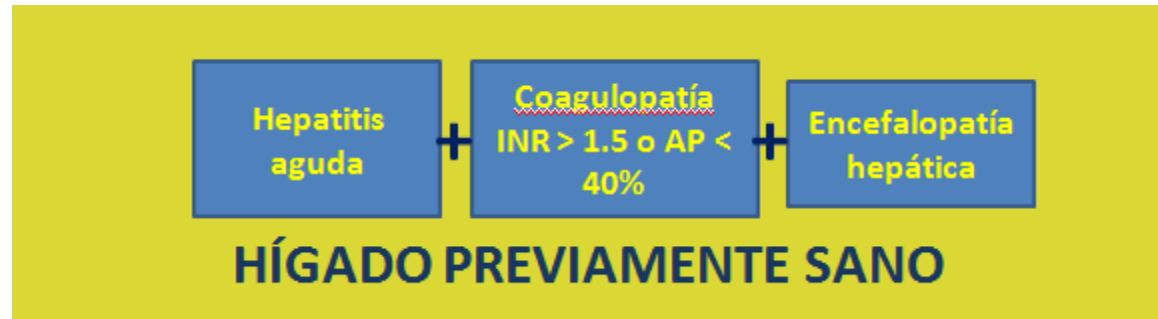 Hepatitis
aguda
+
Coagulopatía
INR > 1.5 o AP <
40%
+
Encefalopatía
hepática
HÍGADO PREVIAMENTE SANO